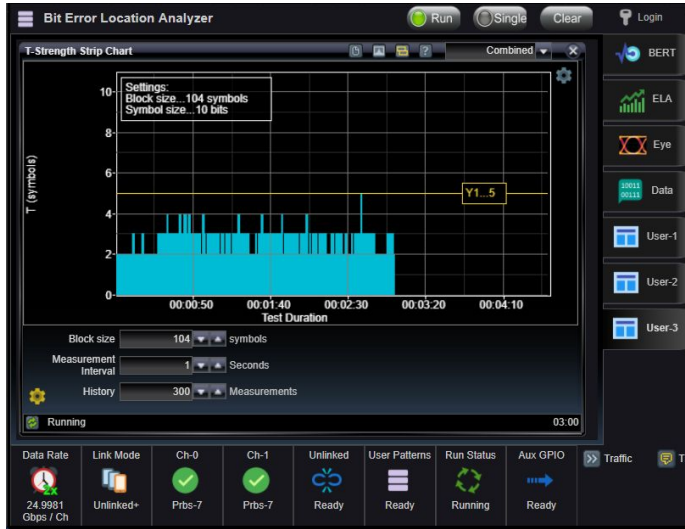 Bit Error Location Analyzer
Run
Single
Clear
Login
T-Strength Strip Chart
?
Combined
BERT
ELA
Eye
10011
00111
Data
User-1
User-2
User-3
Settings:
Block size...104 symbols
Symbol size...10 bits
T (symbols)
10
8
6
4
2
0
Y1...5
00:00:50 00:01:40 00:02:30 00:03:20 00:04:10
Test Duration
Block size 104 symbols
Measurement Interval 1 Seconds
History 300 Measurements
Running 03:00
Data Rate Link Mode Ch-0 Ch-1 Unlinked User Patterns Run Status Aux GPIO
2x
Traffic
T
24.9981 Unlinked+ Prbs-7 Prbs-7 Ready Ready Running Ready
Gbps / Ch